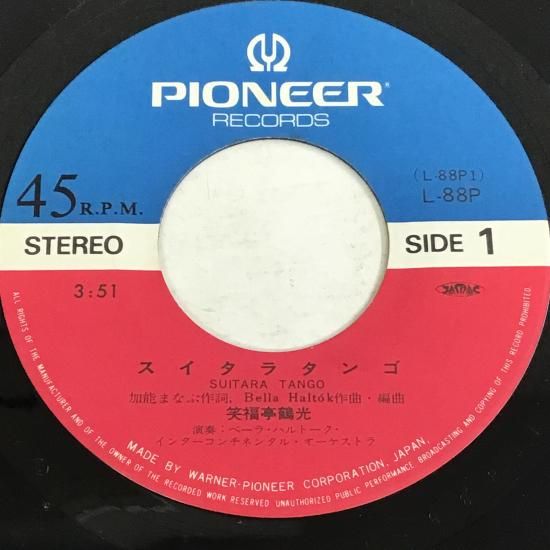 PIONEER®
RECORDS
(L-88P1)
L-88P
45 R.P.M.
STEREO
SIDE 1
3:51
JASRAC
スイタラタンゴ
SUITARA TANGO
加能まなぶ作詞, Bella Haltók作曲・編曲
笑福亭鶴光
演奏:ベーラ・ハルトーク・
インターコンチネンタル・オーケストラ
MADE BY WARNER-PIONEER CORPORATION, JAPAN.
ALL RIGHTS OF THE MANUFACTURER AND OF THE OWNER OF THE RECORDED WORK RESERVED UNAUTHORIZED PUBLIC PERFORMANCE BROADCASTING AND COPYING OF THIS RECORD PROHIBITED